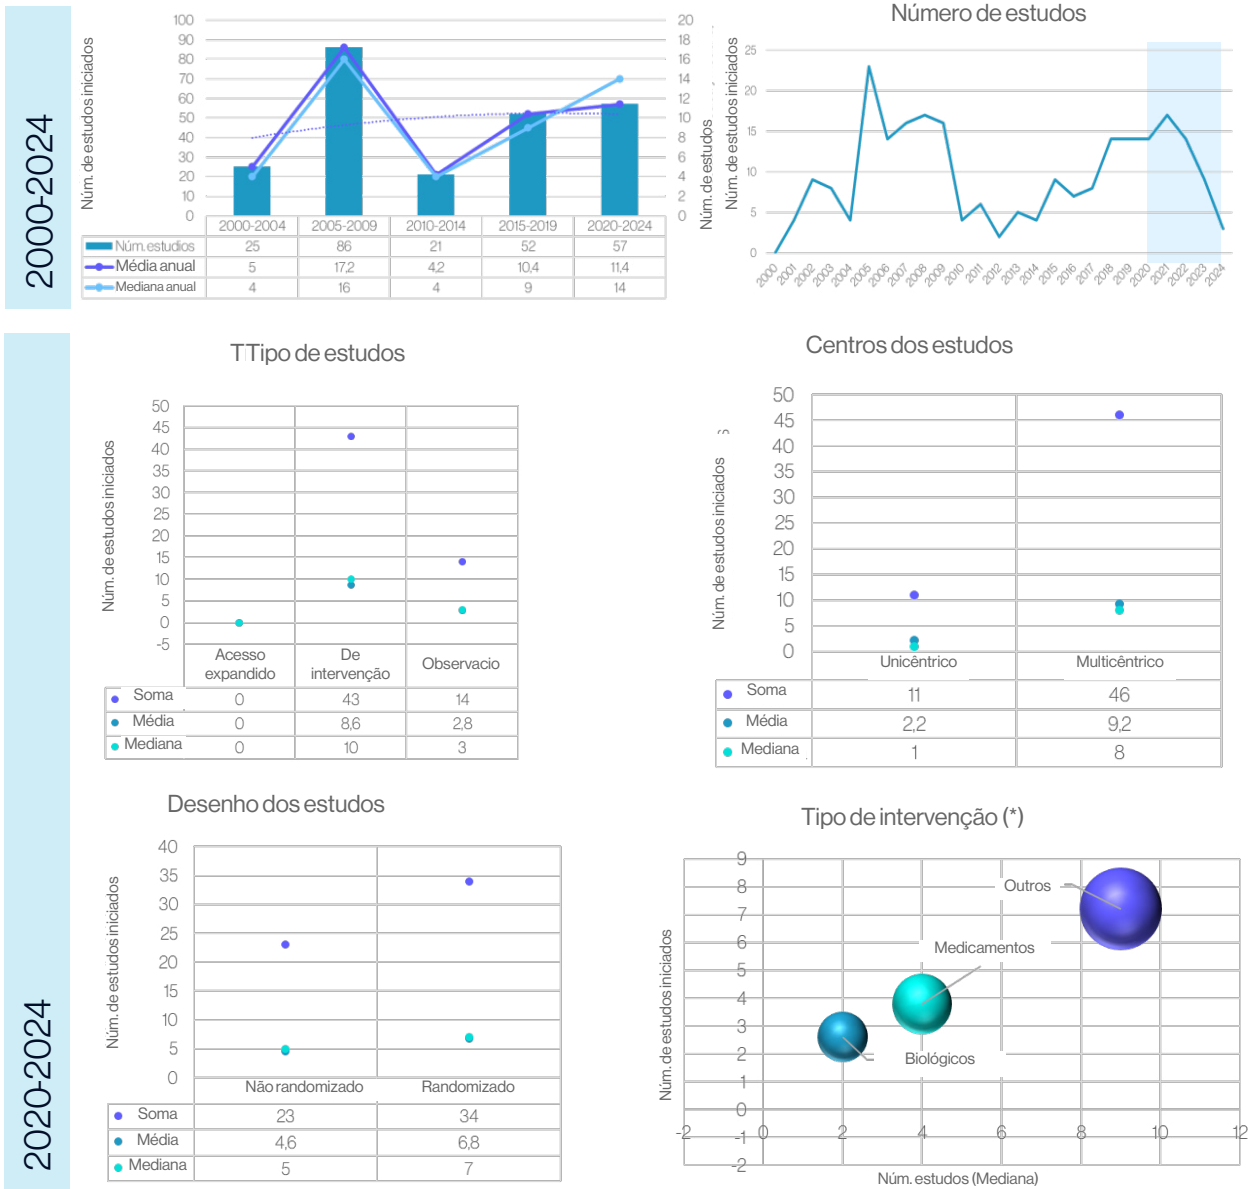 2000-2024
Núm. de estudos iniciados
100
90
80
70
60
50
40
30
20
10
0
20
18
16
14
12
10
8
6
4
2
0
Núm. de estudos
2000-2004 2005-2009 2010-2014 2015-2019 2020-2024
Núm. estudios 25 86 21 52 57
Média anual 5 17,2 4,2 10,4 11,4
Mediana anual 4 16 4 9 14
Número de estudos
Núm. de estudos iniciados
25
20
15
10
5
0
2000 2001 2002 2003 2004 2005 2006 2007 2008 2009 2010 2011 2012 2013 2014 2015 2016 2017 2018 2019 2020 2021 2022 2023 2024
2020-2024
TTipo de estudos
Núm. de estudos iniciados
50
45
40
35
30
25
20
15
10
5
0
-5
Acesso expandido De intervenção Observacio
Soma 0 43 14
Média 0 8,6 2,8
Mediana 0 10 3
Centros dos estudos
s
Núm. de estudos iniciados
50
45
40
35
30
25
20
15
10
5
0
Unicêntrico Multicêntrico
Soma 11 46
Média 2,2 9,2
Mediana 1 8
Desenho dos estudos
Núm. de estudos iniciados
40
35
30
25
20
15
10
5
0
Não randomizado Randomizado
Soma 23 34
Média 4,6 6,8
Mediana 5 7
Tipo de intervenção (*)
Núm. de estudos iniciados
9
8
7
6
5
4
3
2
1
0
-1
-2
Outros
Medicamentos
Biológicos
-2 0 2 4 6 8 10 12
Núm. estudos (Mediana)